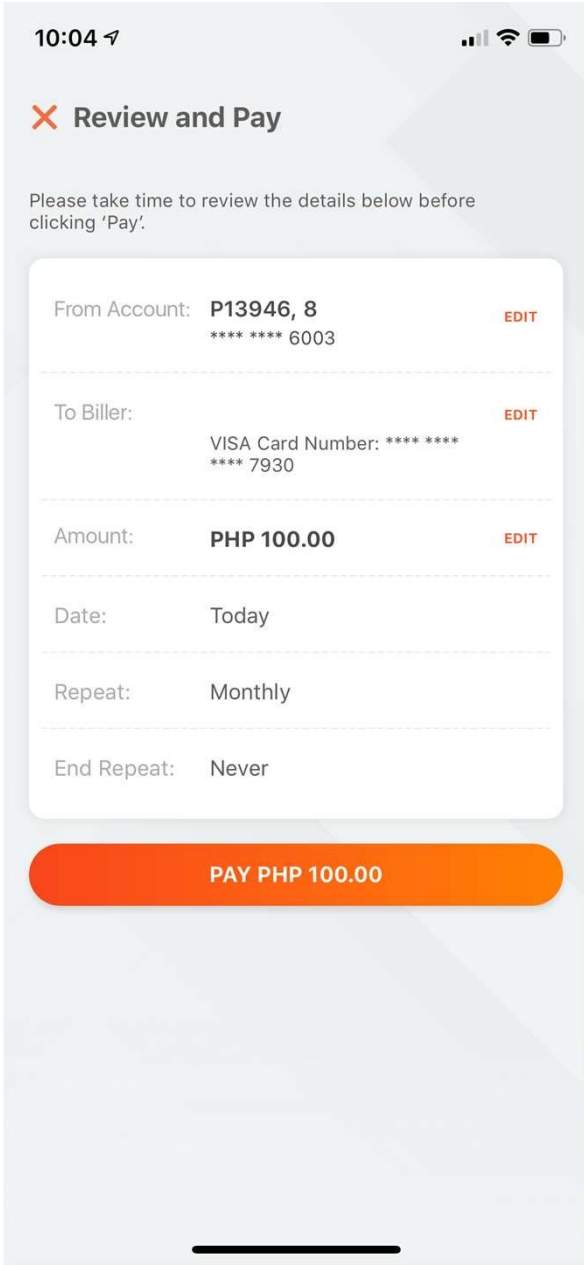 10:04
Review and Pay
Please take time to review the details below before
clicking ‘Pay’.
From Account: P13946, 8 EDIT
**** **** 6003
To Biller: EDIT
VISA Card Number: **** ****
**** 7930
Amount: PHP 100.00 EDIT
Date: Today
Repeat: Monthly
End Repeat: Never
PAY PHP 100.00